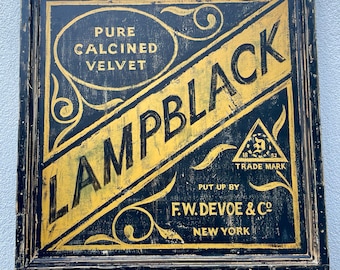 PURE
CALCINED
VELVET
LAMPBLACK
D
TRADE MARK
PUT UP BY
F.W. DEVOE & Co
NEW YORK